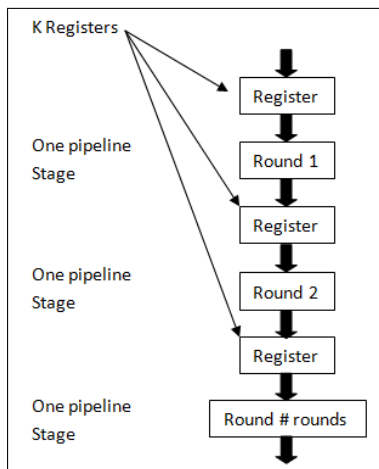 K Registers
Register
One pipeline
Stage
Round 1
Register
One pipeline
Stage
Round 2
Register
One pipeline
Stage
Round # rounds